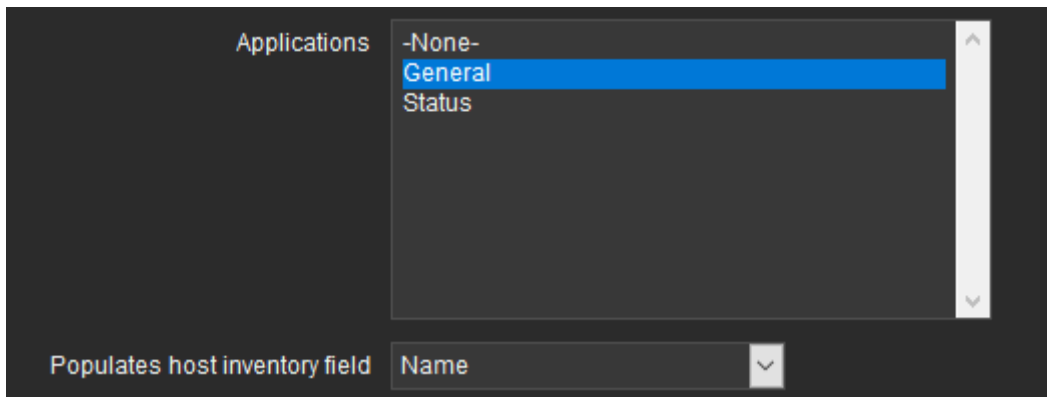 Applications
-None-
General
Status
Populates host inventory field
Name